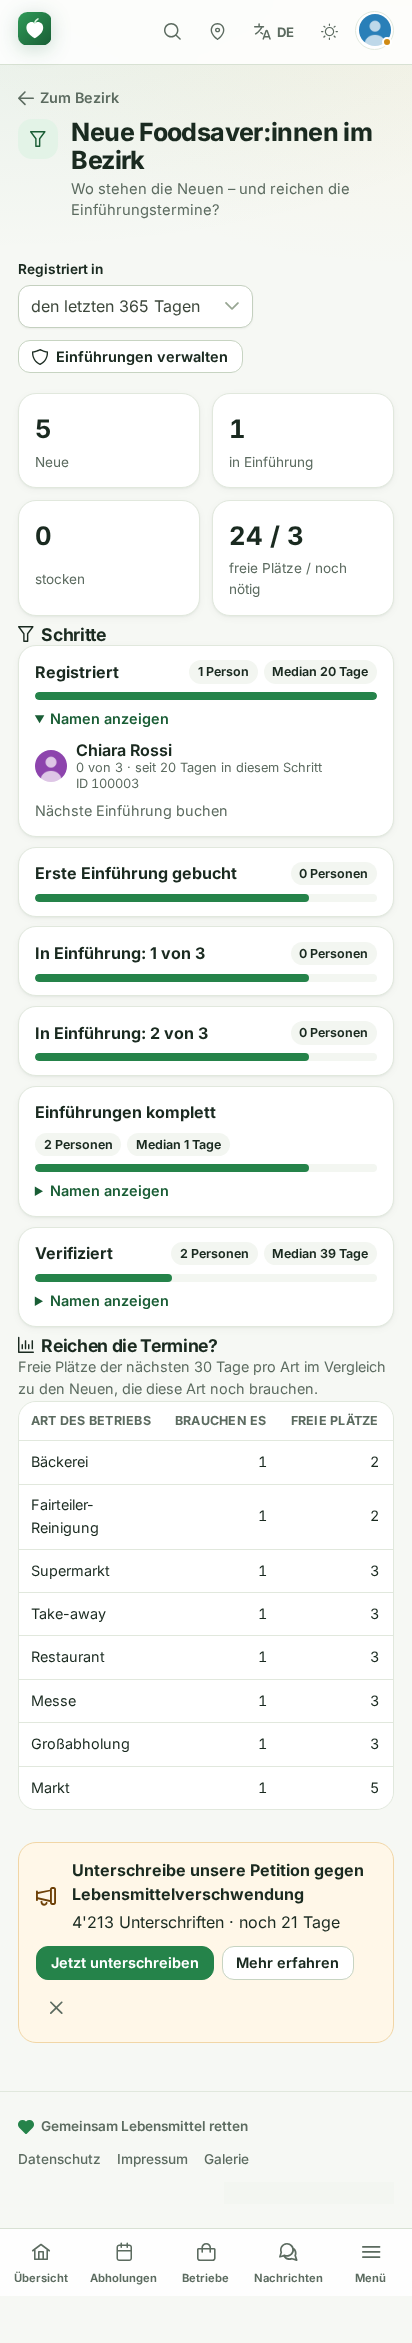 DE
Zum Bezirk
Neue Foodsaver:innen im
Bezirk
Wo stehen die Neuen – und reichen die
Einführungstermine?
Registriert in
den letzten 365 Tagen
Einführungen verwalten
5
Neue
1
in Einführung
0
stocken
24 / 3
freie Plätze / noch
nötig
Schritte
Registriert
1 Person
Median 20 Tage
Namen anzeigen
Chiara Rossi
0 von 3 · seit 20 Tagen in diesem Schritt
ID 100003
Nächste Einführung buchen
Erste Einführung gebucht
0 Personen
In Einführung: 1 von 3
0 Personen
In Einführung: 2 von 3
0 Personen
Einführungen komplett
2 Personen
Median 1 Tage
Namen anzeigen
Verifiziert
2 Personen
Median 39 Tage
Namen anzeigen
Reichen die Termine?
Freie Plätze der nächsten 30 Tage pro Art im Vergleich
zu den Neuen, die diese Art noch brauchen.
ART DES BETRIEBS BRAUCHEN ES FREIE PLÄTZE
Bäckerei 1 2
Fairteiler-
Reinigung 1 2
Supermarkt 1 3
Take-away 1 3
Restaurant 1 3
Messe 1 3
Großabholung 1 3
Markt 1 5
Unterschreibe unsere Petition gegen
Lebensmittelverschwendung
4'213 Unterschriften · noch 21 Tage
Jetzt unterschreiben
Mehr erfahren
Gemeinsam Lebensmittel retten
Datenschutz Impressum Galerie
Übersicht Abholungen Betriebe Nachrichten Menü